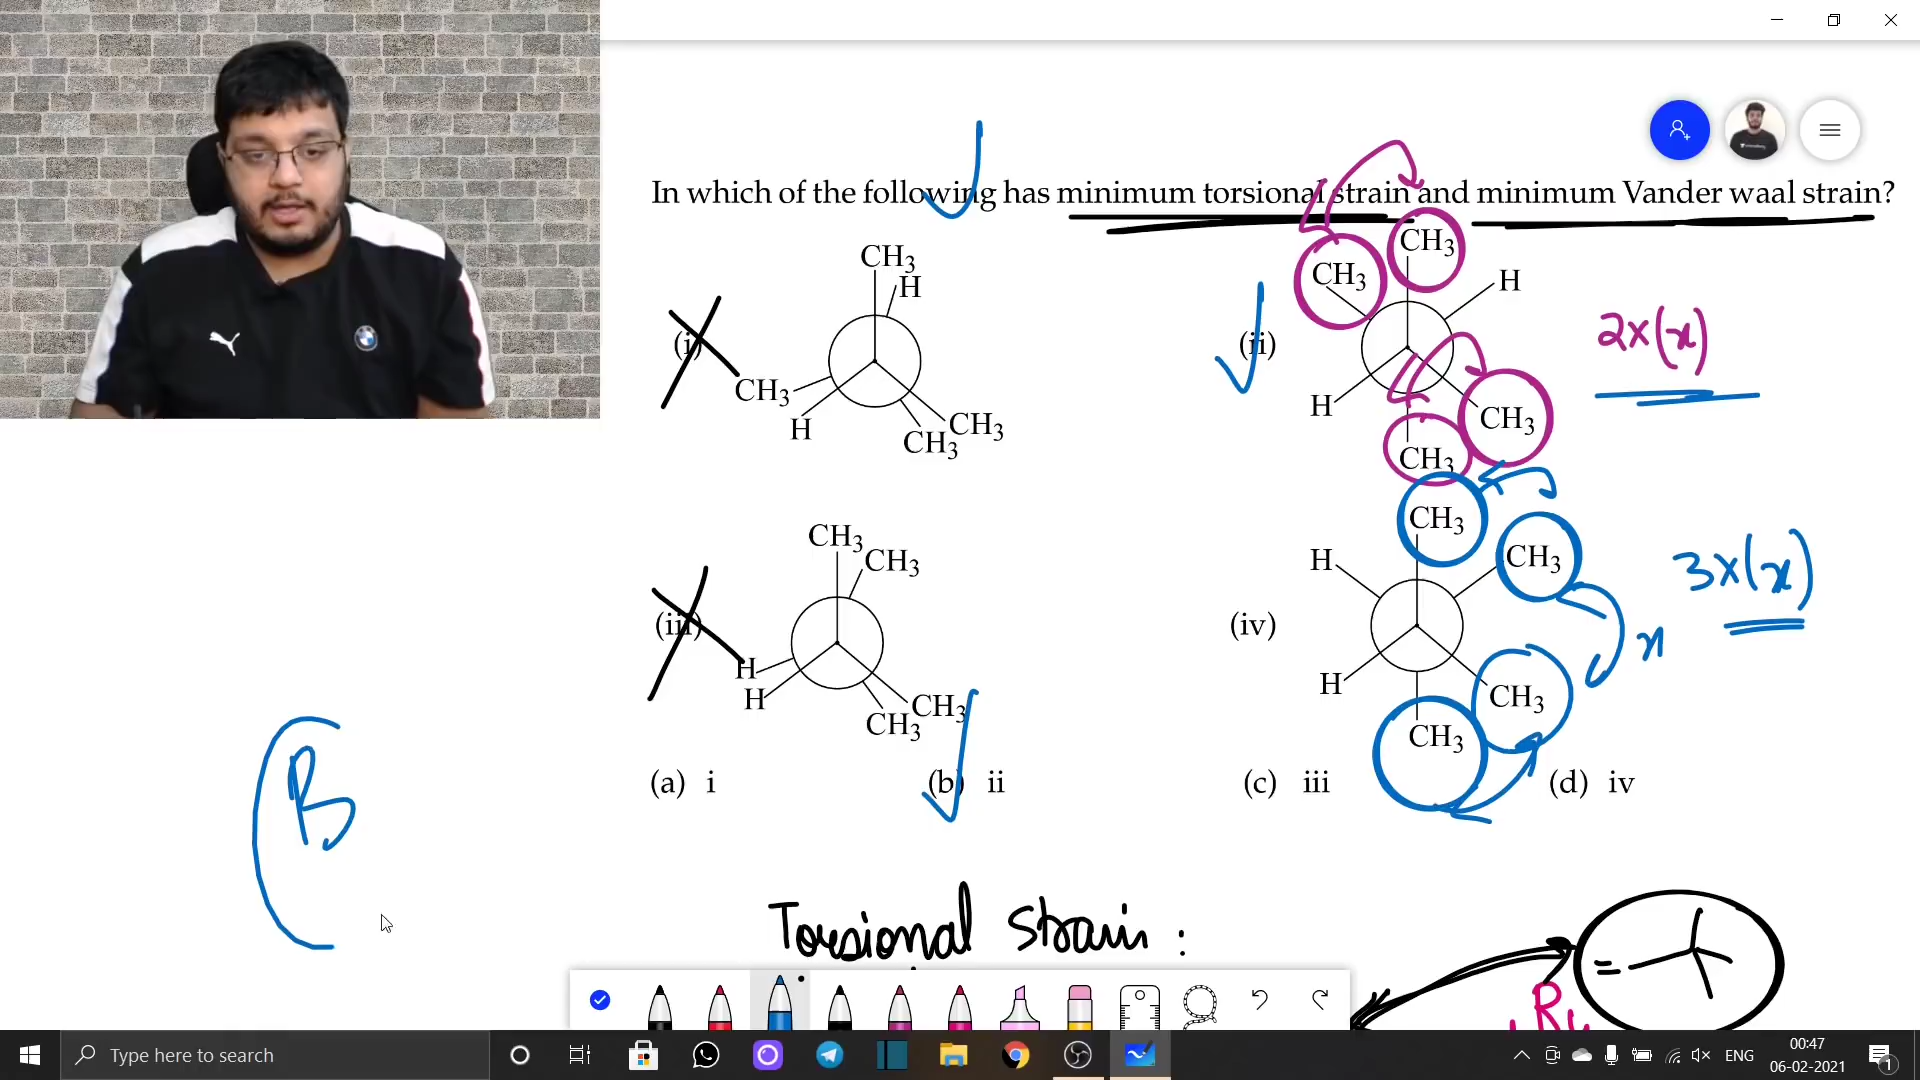 In which of the following has minimum torsional strain and minimum Vander waal strain?
(i)
CH3
H
CH3
H
CH3
CH3
(ii)
CH3
CH3
H
H
CH3
CH3
2x(x)
(iii)
CH3
CH3
H
H
CH3
CH3
(iv)
CH3
H
CH3
H
CH3
CH3
x
3x(x)
(a) i (b) ii (c) iii (d) iv
B
Torsional strain :
=
Type here to search
ENG
00:47
06-02-2021
1